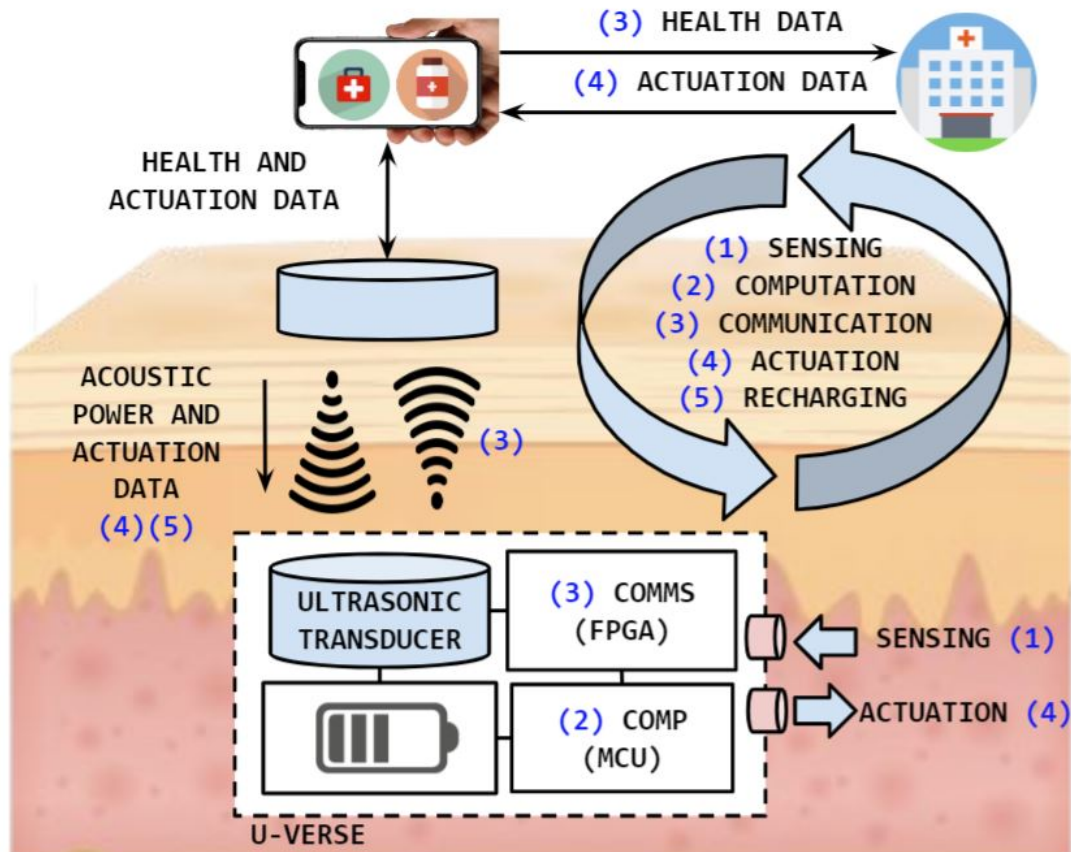 (3) HEALTH DATA
(4) ACTUATION DATA
HEALTH AND
ACTUATION DATA
(1) SENSING
(2) COMPUTATION
(3) COMMUNICATION
(4) ACTUATION
(5) RECHARGING
ACOUSTIC
POWER AND
ACTUATION
DATA
(4)(5)
(3)
ULTRASONIC
TRANSDUCER
(3) COMMS
(FPGA)
(2) COMP
(MCU)
SENSING (1)
ACTUATION (4)
U-VERSE